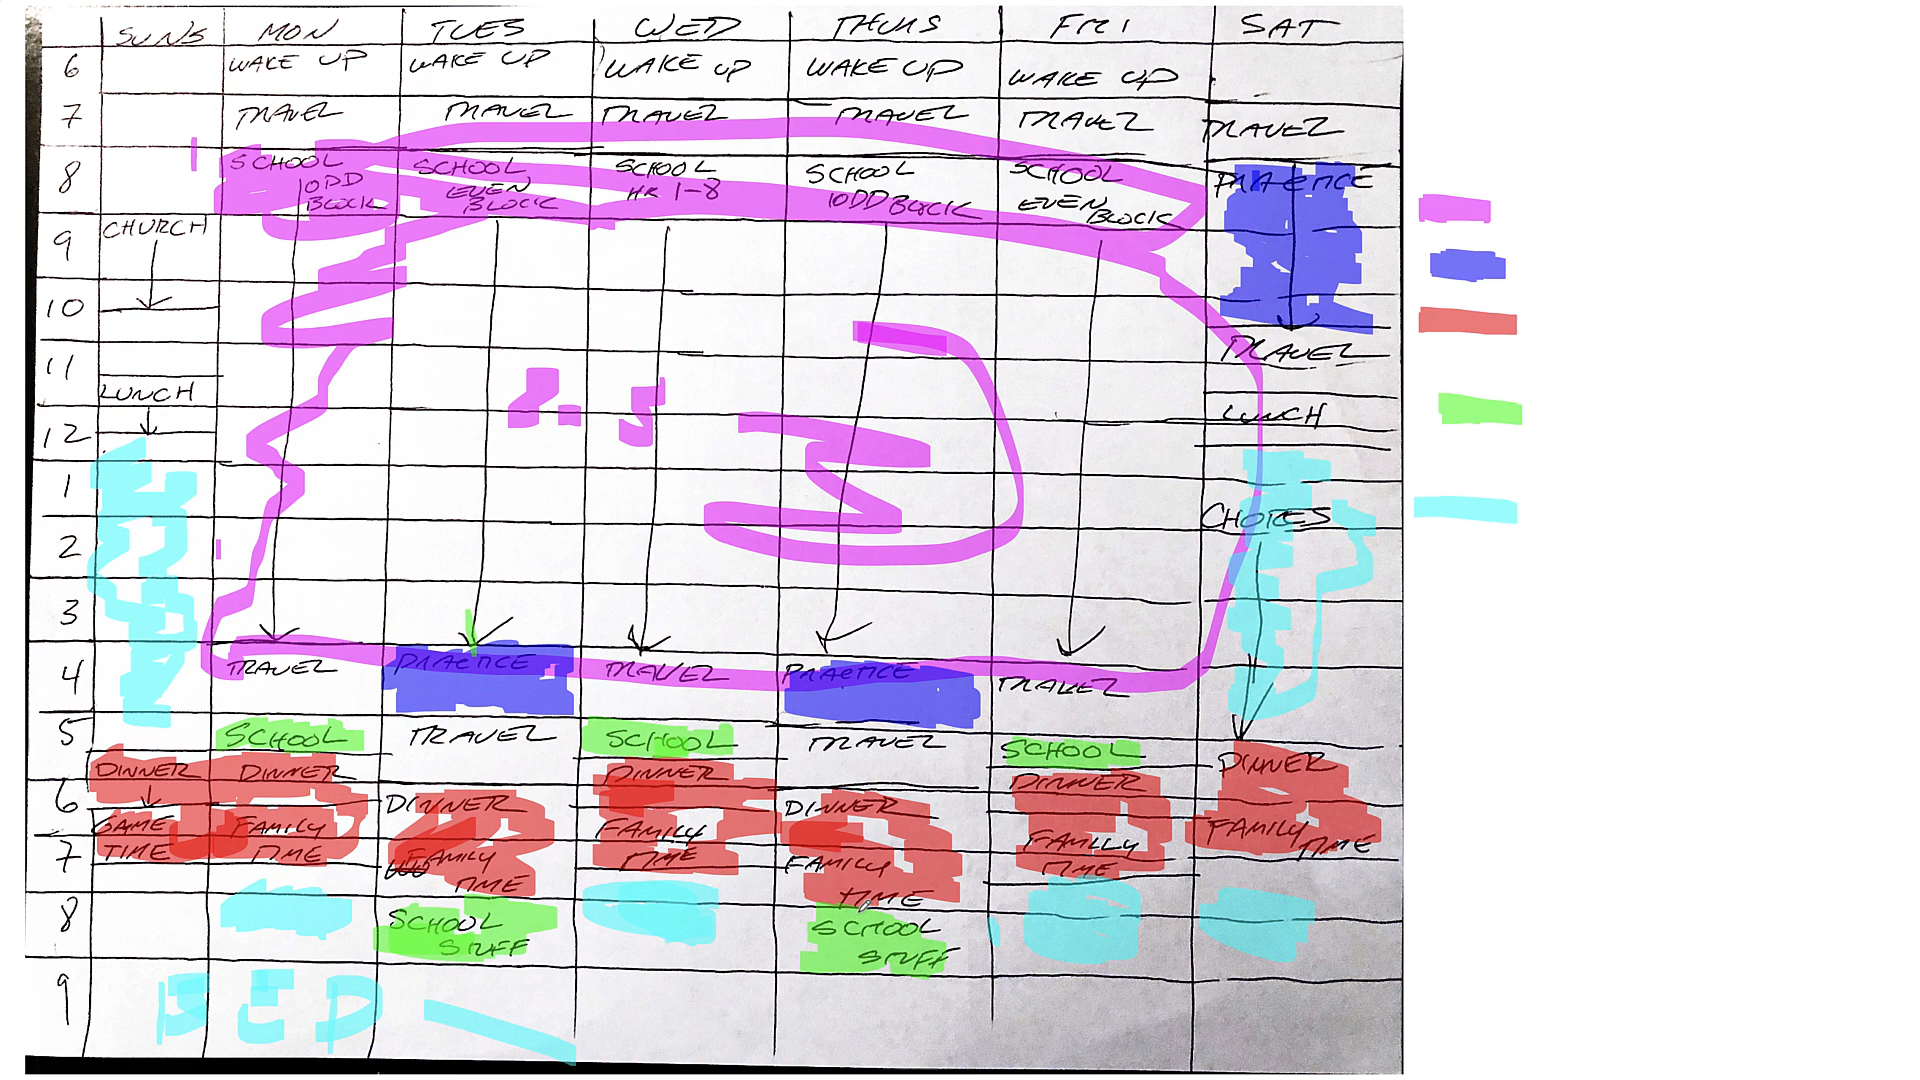 SUNS MON TUES WED THURS FRI SAT
6 WAKE UP WAKE UP WAKE UP WAKE UP WAKE UP
7 TRAVEL TRAVEL TRAVEL TRAVEL TRAVEL TRAVEL
8 SCHOOL SCHOOL SCHOOL SCHOOL SCHOOL PRACTICE
ODD EVEN HR 1-8 ODD BLOCK EVEN
BLOCK BLOCK BLOCK
9 CHURCH
10
11 TRAVEL
LUNCH LUNCH
12
1
2 CHORES
3
4 TRAVEL PRACTICE TRAVEL PRACTICE TRAVEL
5 SCHOOL TRAVEL SCHOOL TRAVEL SCHOOL
DINNER DINNER DINNER DINNER DINNER
6 DINNER DINNER
GAME FAMILY FAMILY FAMILY FAMILY
TIME TIME TIME TIME TIME
7 FAMILY FAMILY
TIME TIME
8 SCHOOL SCHOOL
STUFF STUFF
9 BED